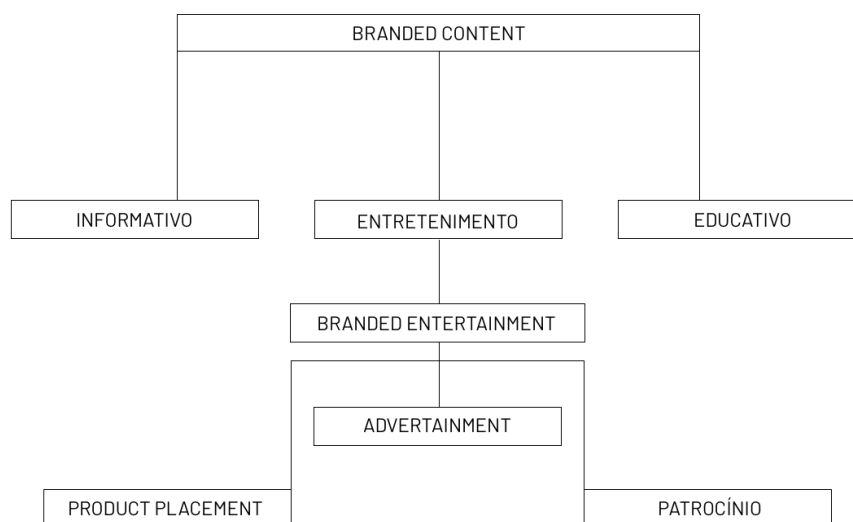 BRANDED CONTENT
INFORMATIVO
ENTRETENIMENTO
EDUCATIVO
BRANDED ENTERTAINMENT
ADVERTAINMENT
PRODUCT PLACEMENT
PATROCÍNIO